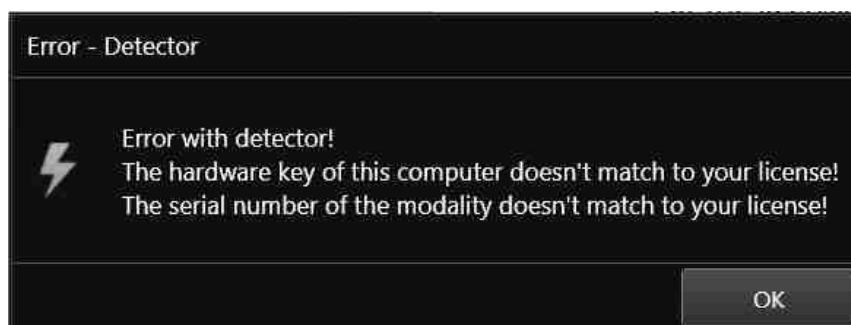 Error - Detector
Error with detector!
The hardware key of this computer doesn't match to your license!
The serial number of the modality doesn't match to your license!
OK